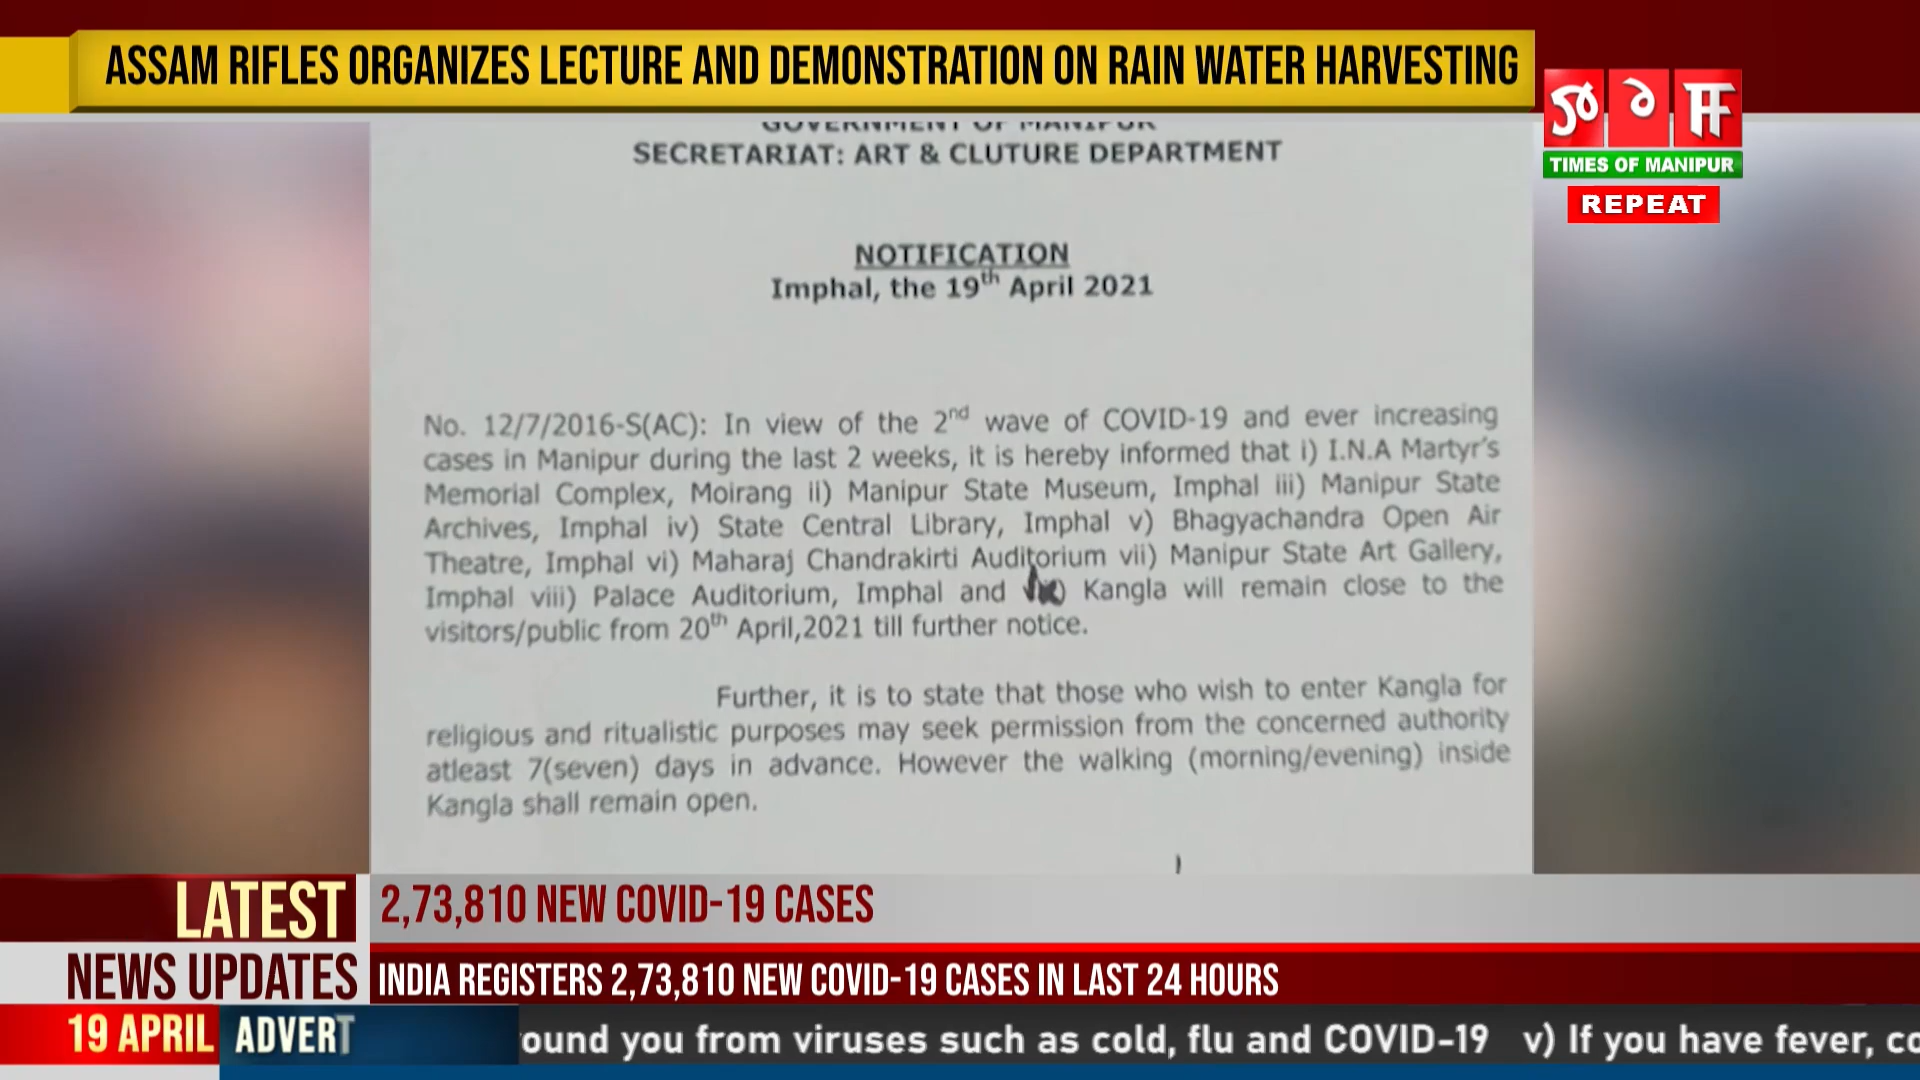 ASSAM RIFLES ORGANIZES LECTURE AND DEMONSTRATION ON RAIN WATER HARVESTING
TIMES OF MANIPUR
REPEAT
GOVERNMENT OF MANIPUR
SECRETARIAT: ART & CLUTURE DEPARTMENT
NOTIFICATION
Imphal, the 19th April 2021
No. 12/7/2016-S(AC): In view of the 2nd wave of COVID-19 and ever increasing
cases in Manipur during the last 2 weeks, it is hereby informed that i) I.N.A Martyr's
Memorial Complex, Moirang ii) Manipur State Museum, Imphal iii) Manipur State
Archives, Imphal iv) State Central Library, Imphal v) Bhagyachandra Open Air
Theatre, Imphal vi) Maharaj Chandrakirti Auditorium vii) Manipur State Art Gallery,
Imphal viii) Palace Auditorium, Imphal and Kangla will remain close to the
visitors/public from 20th April,2021 till further notice.
Further, it is to state that those who wish to enter Kangla for
religious and ritualistic purposes may seek permission from the concerned authority
atleast 7(seven) days in advance. However the walking (morning/evening) inside
Kangla shall remain open.
LATEST
NEWS UPDATES
2,73,810 NEW COVID-19 CASES
INDIA REGISTERS 2,73,810 NEW COVID-19 CASES IN LAST 24 HOURS
19 APRIL
ADVERT
ound you from viruses such as cold, flu and COVID-19 v) If you have fever, co